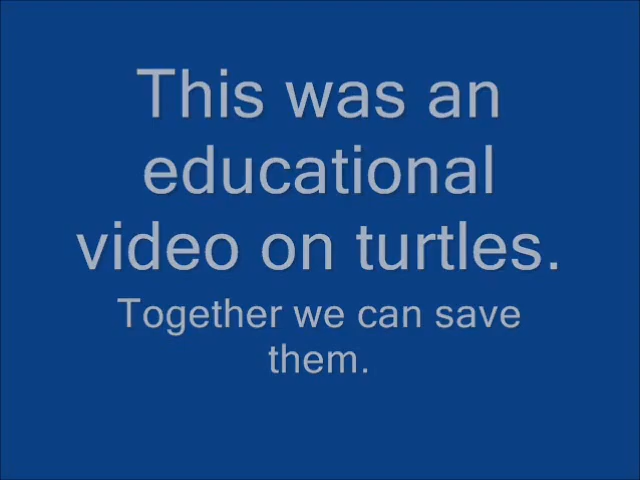 This was an
educational
video on turtles.
Together we can save
them.